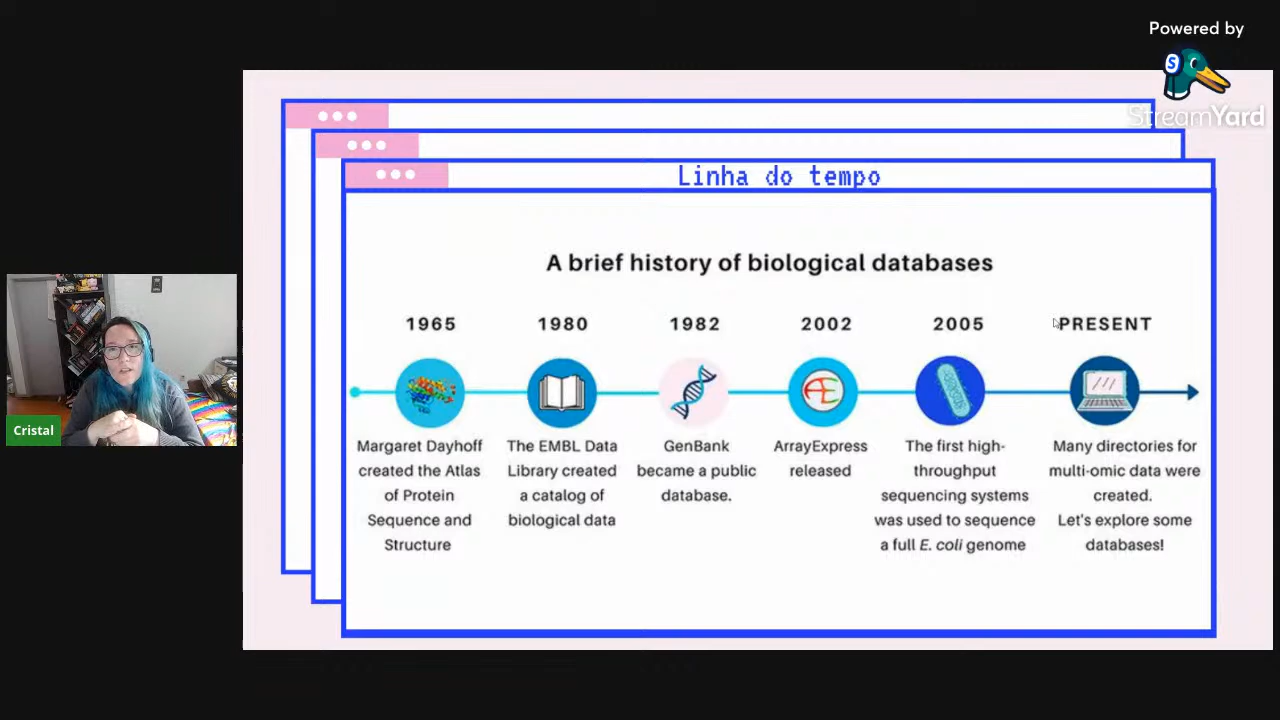 Powered by
StreamYard
Linha do tempo
A brief history of biological databases
1965
1980
1982
2002
2005
PRESENT
Margaret Dayhoff
created the Atlas
of Protein
Sequence and
Structure
The EMBL Data
Library created
a catalog of
biological data
GenBank
became a public
database.
ArrayExpress
released
The first high-
throughput
sequencing systems
was used to sequence
a full E. coli genome
Many directories for
multi-omic data were
created.
Let's explore some
databases!
Cristal